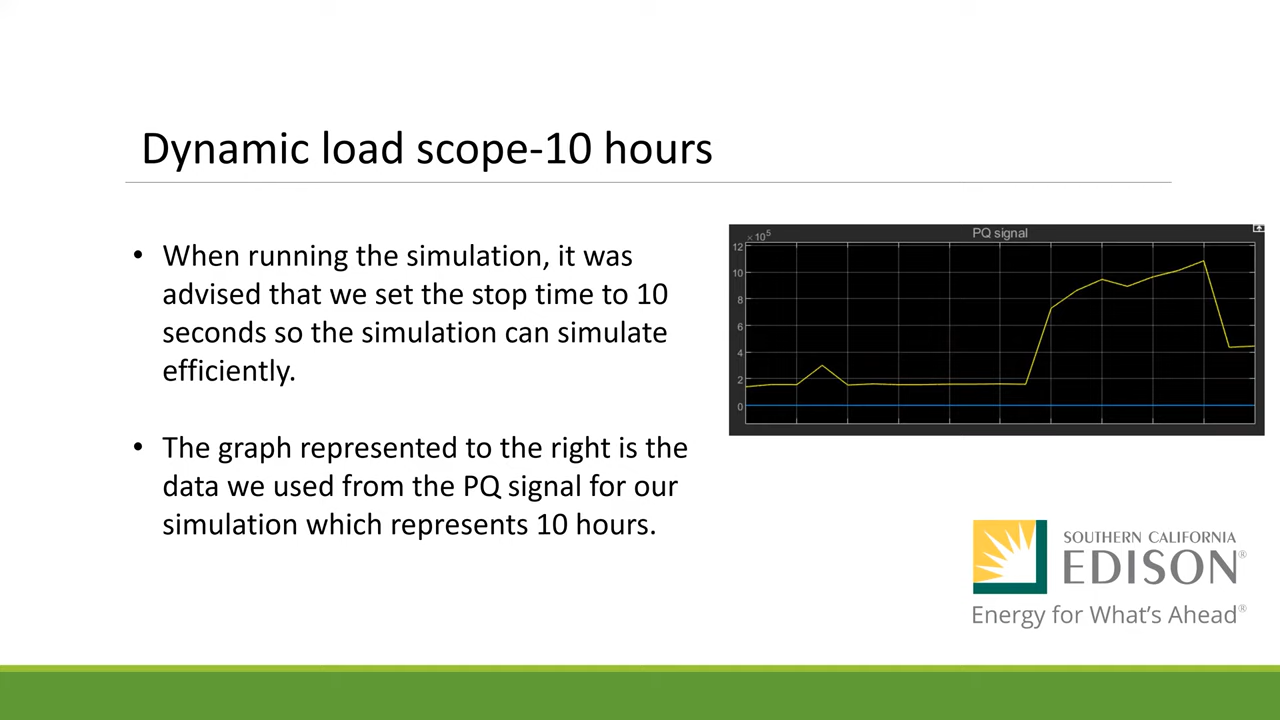 Dynamic load scope-10 hours
• When running the simulation, it was
advised that we set the stop time to 10
seconds so the simulation can simulate
efficiently.
• The graph represented to the right is the
data we used from the PQ signal for our
simulation which represents 10 hours.
PQ signal
×10⁵
12
10
8
6
4
2
0
SOUTHERN CALIFORNIA
EDISON®
Energy for What's Ahead®